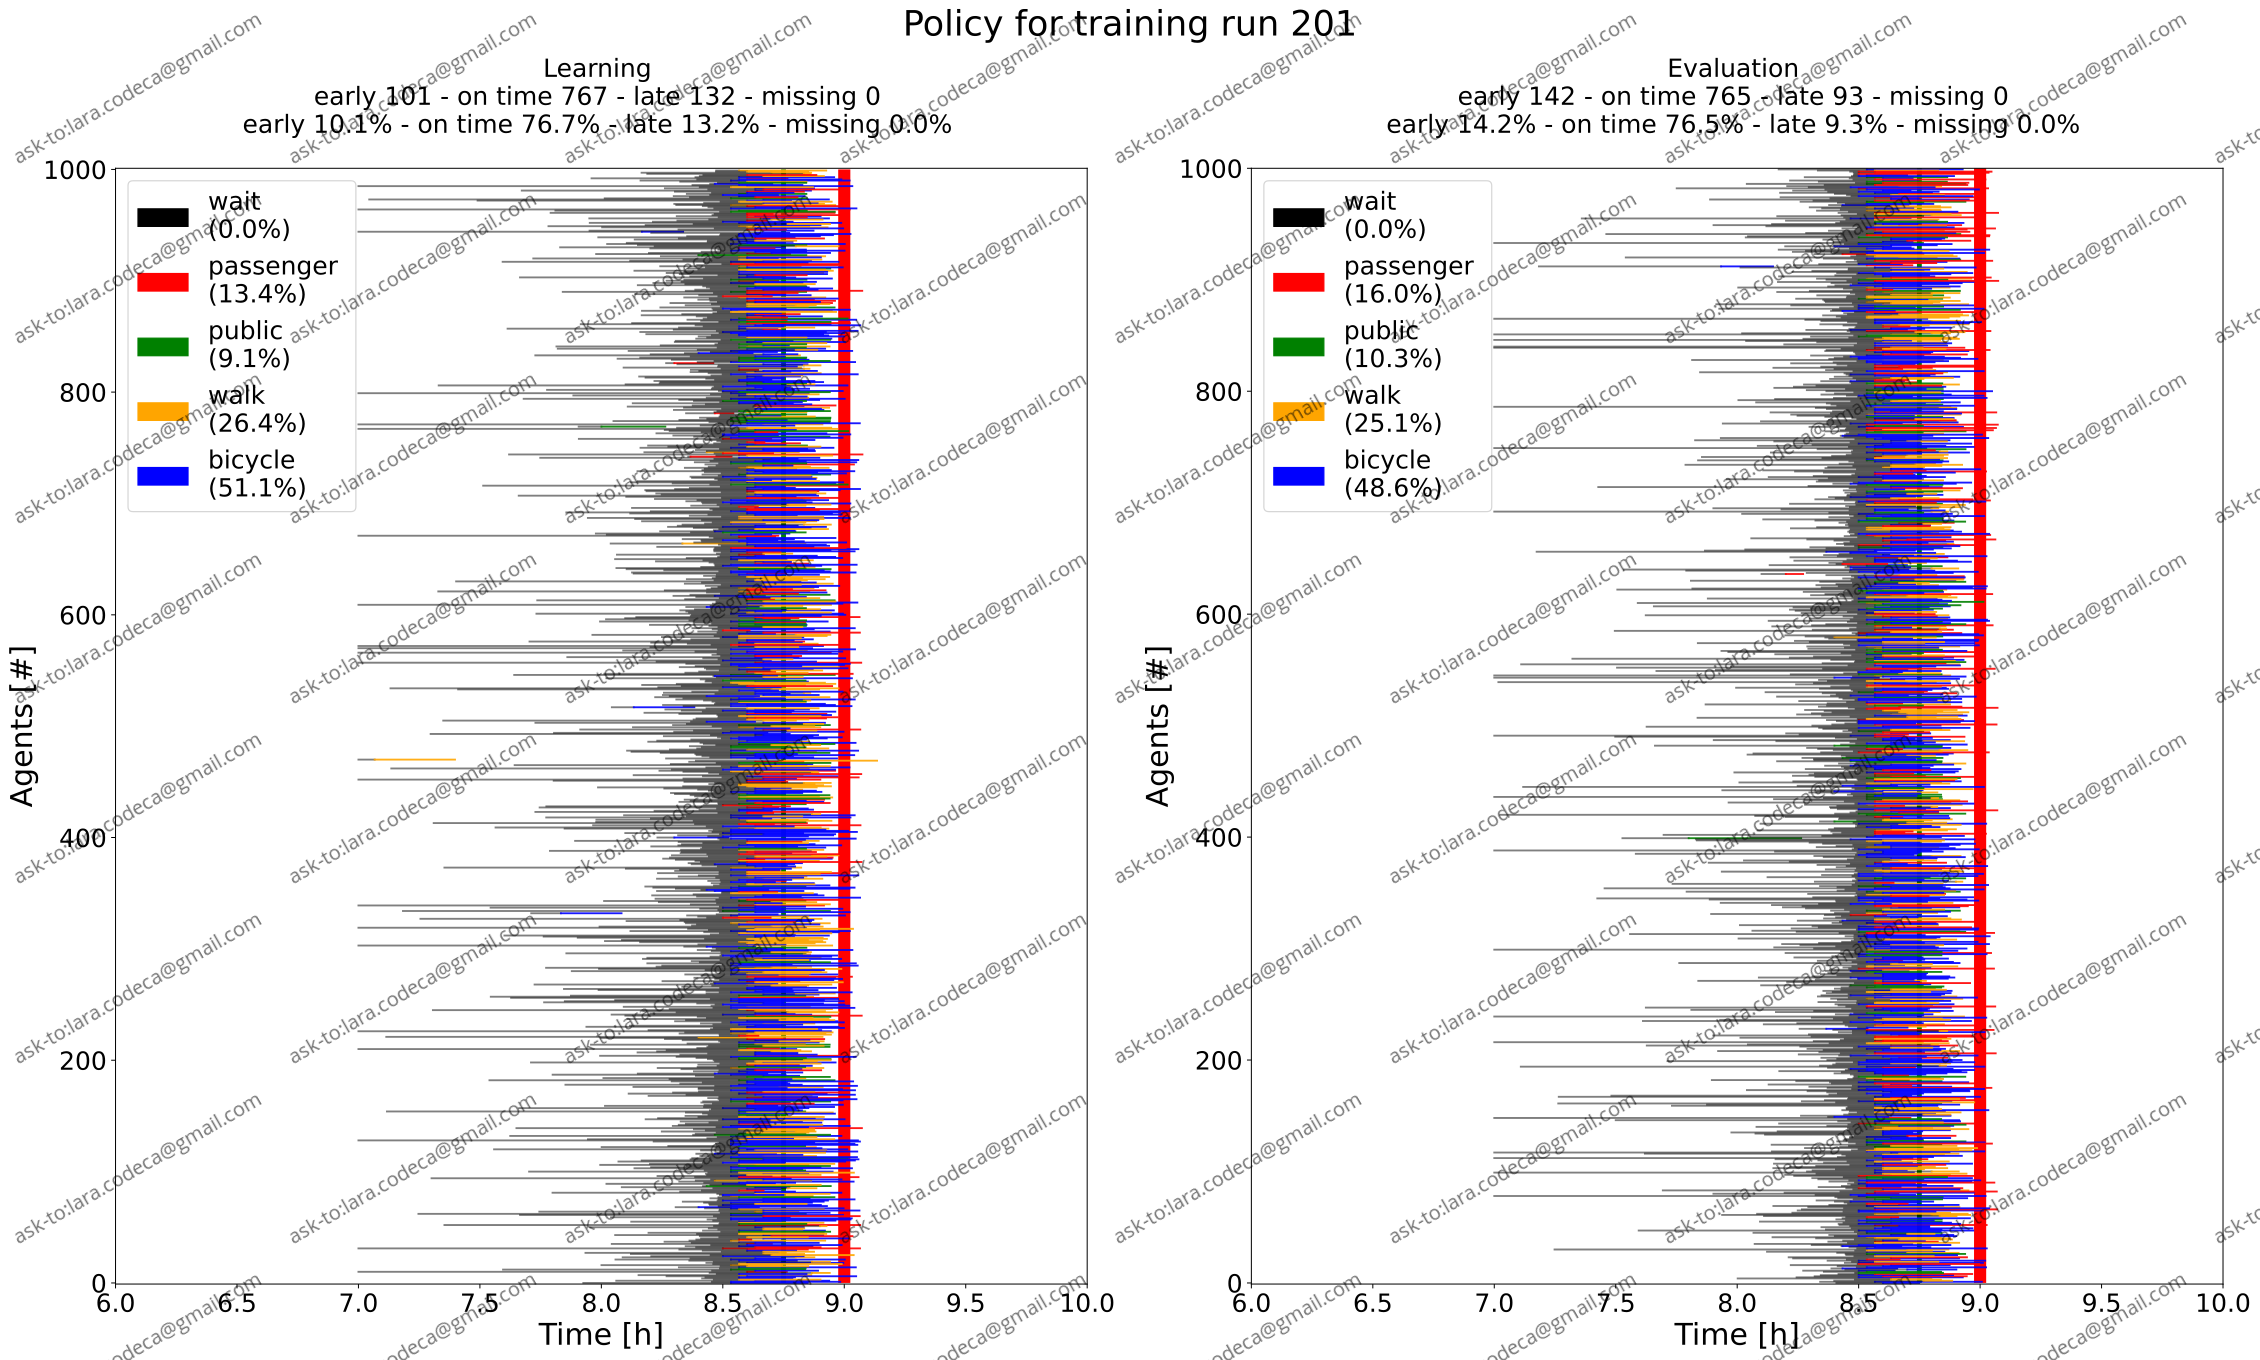 Policy for training run 201
Learning
early 101 - on time 767 - late 132 - missing 0
early 10.1% - on time 76.7% - late 13.2% - missing 0.0%
1000
800
600
400
200
0
Agents [#]
wait
(0.0%)
passenger
(13.4%)
public
(9.1%)
walk
(26.4%)
bicycle
(51.1%)
6.0 6.5 7.0 7.5 8.0 8.5 9.0 9.5 10.0
Time [h]
Evaluation
early 142 - on time 765 - late 93 - missing 0
early 14.2% - on time 76.5% - late 9.3% - missing 0.0%
1000
800
600
400
200
0
Agents [#]
wait
(0.0%)
passenger
(16.0%)
public
(10.3%)
walk
(25.1%)
bicycle
(48.6%)
6.0 6.5 7.0 7.5 8.0 8.5 9.0 9.5 10.0
Time [h]
ask-to:lara.codeca@gmail.com